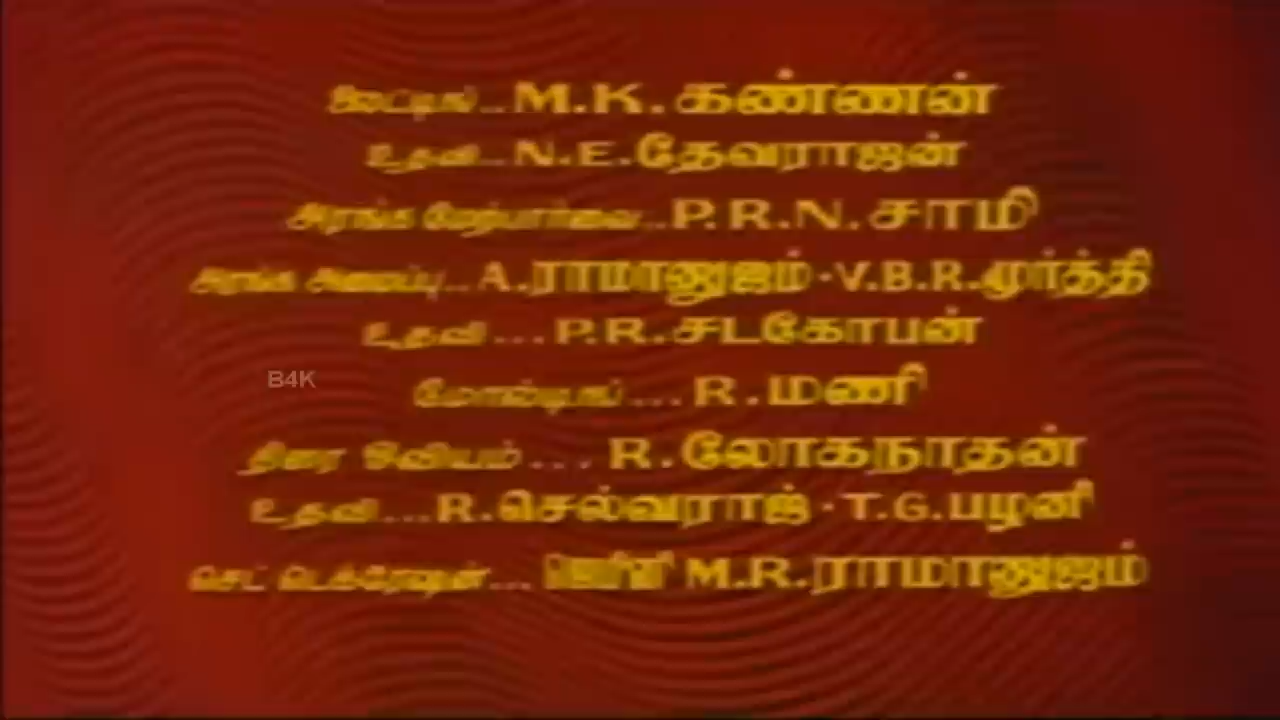 லைட்டிங்.. M.K. கண்ணன்
உதவி.. N.E. தேவராஜன்
அரங்க மேற்பார்வை.. P.R.N. சாமி
அரங்க அமைப்பு.. A. ராமானுஜம் · V.B.R. மூர்த்தி
உதவி... P.R. சடகோபன்
B4K
மோல்டிங்... R. மணி
திரை ஓவியம்... R. லோகநாதன்
உதவி... R. செல்வராஜ் · T.G. பழனி
செட் டெக்ரேஷன்... M.R. ராமானுஜம்